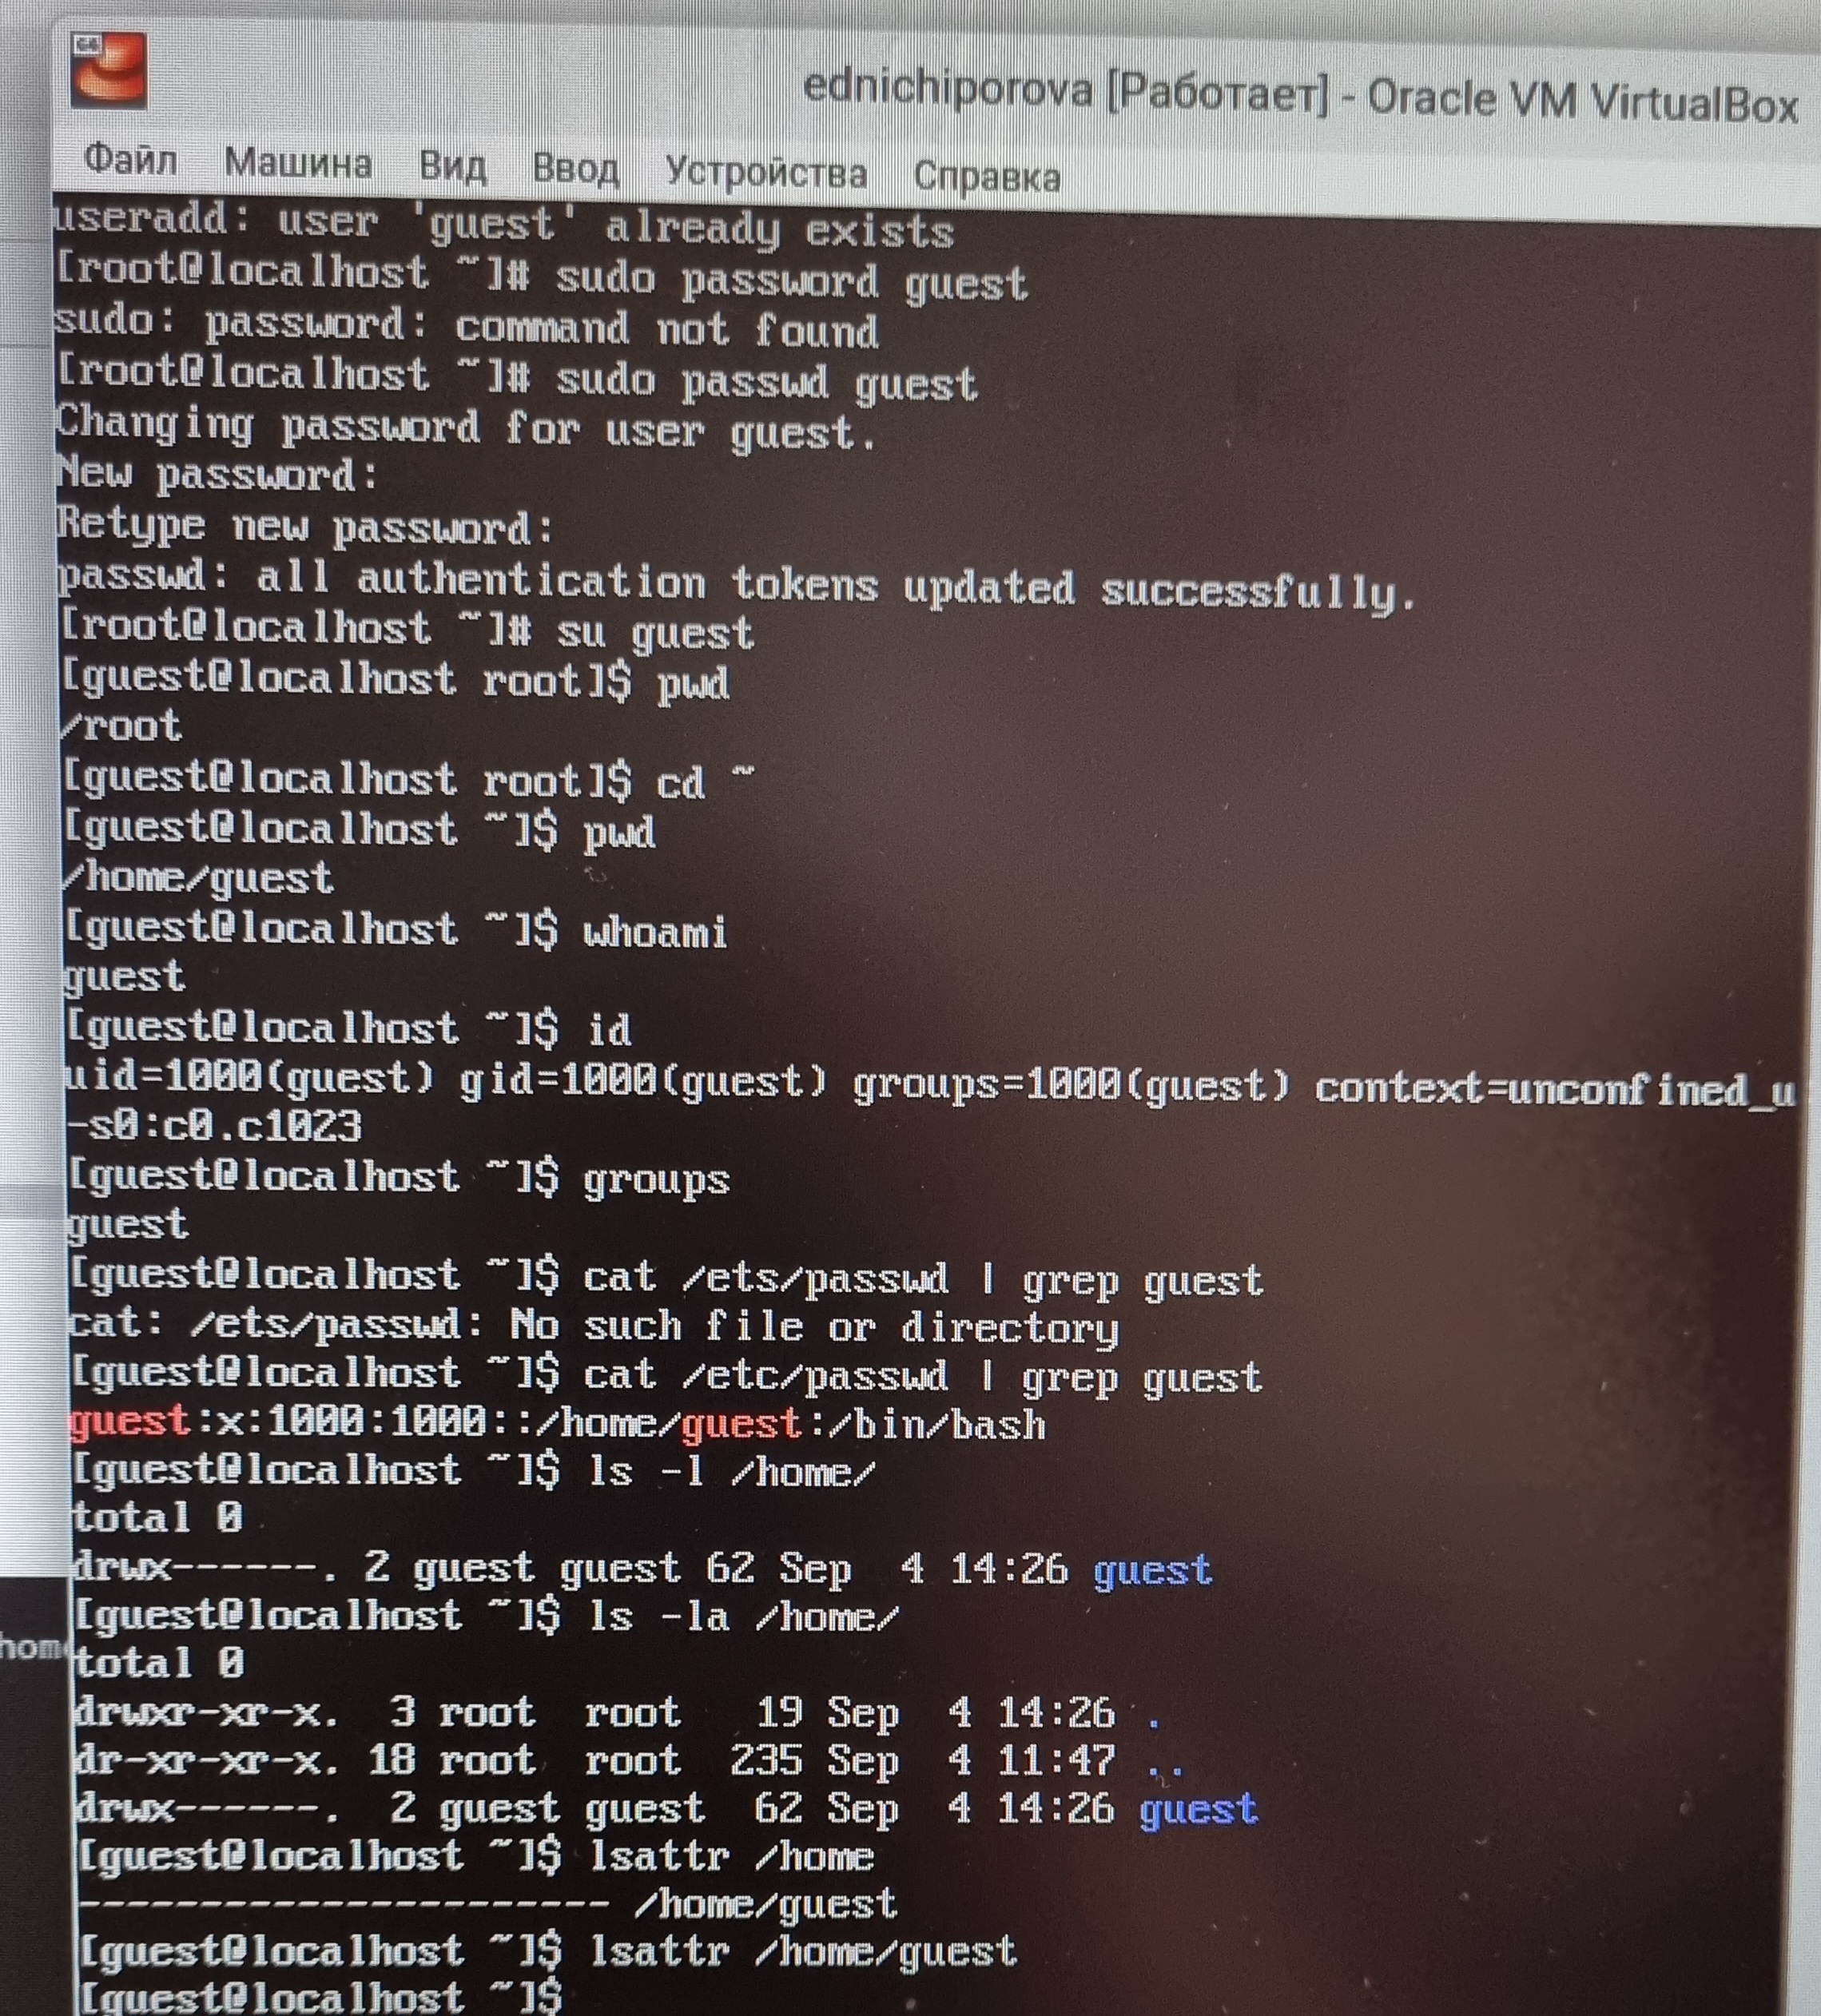 ednichiporova [Работает] - Oracle VM VirtualBox
Файл Машина Вид Ввод Устройства Справка
useradd: user 'guest' already exists
[root@localhost ~]# sudo password guest
sudo: password: command not found
[root@localhost ~]# sudo passwd guest
Changing password for user guest.
New password:
Retype new password:
passwd: all authentication tokens updated successfully.
[root@localhost ~]# su guest
[guest@localhost root]$ pwd
/root
[guest@localhost root]$ cd ~
[guest@localhost ~]$ pwd
/home/guest
[guest@localhost ~]$ whoami
guest
[guest@localhost ~]$ id
uid=1000(guest) gid=1000(guest) groups=1000(guest) context=unconfined_u
-s0:c0.c1023
[guest@localhost ~]$ groups
guest
[guest@localhost ~]$ cat /ets/passwd | grep guest
cat: /ets/passwd: No such file or directory
[guest@localhost ~]$ cat /etc/passwd | grep guest
guest:x:1000:1000::/home/guest:/bin/bash
[guest@localhost ~]$ ls -l /home/
total 0
drwx------. 2 guest guest 62 Sep  4 14:26 guest
[guest@localhost ~]$ ls -la /home/
total 0
drwxr-xr-x.  3 root  root   19 Sep  4 14:26 .
dr-xr-xr-x. 18 root  root  235 Sep  4 11:47 ..
drwx------.  2 guest guest  62 Sep  4 14:26 guest
[guest@localhost ~]$ lsattr /home
---------------------- /home/guest
[guest@localhost ~]$ lsattr /home/guest
[guest@localhost ~]$